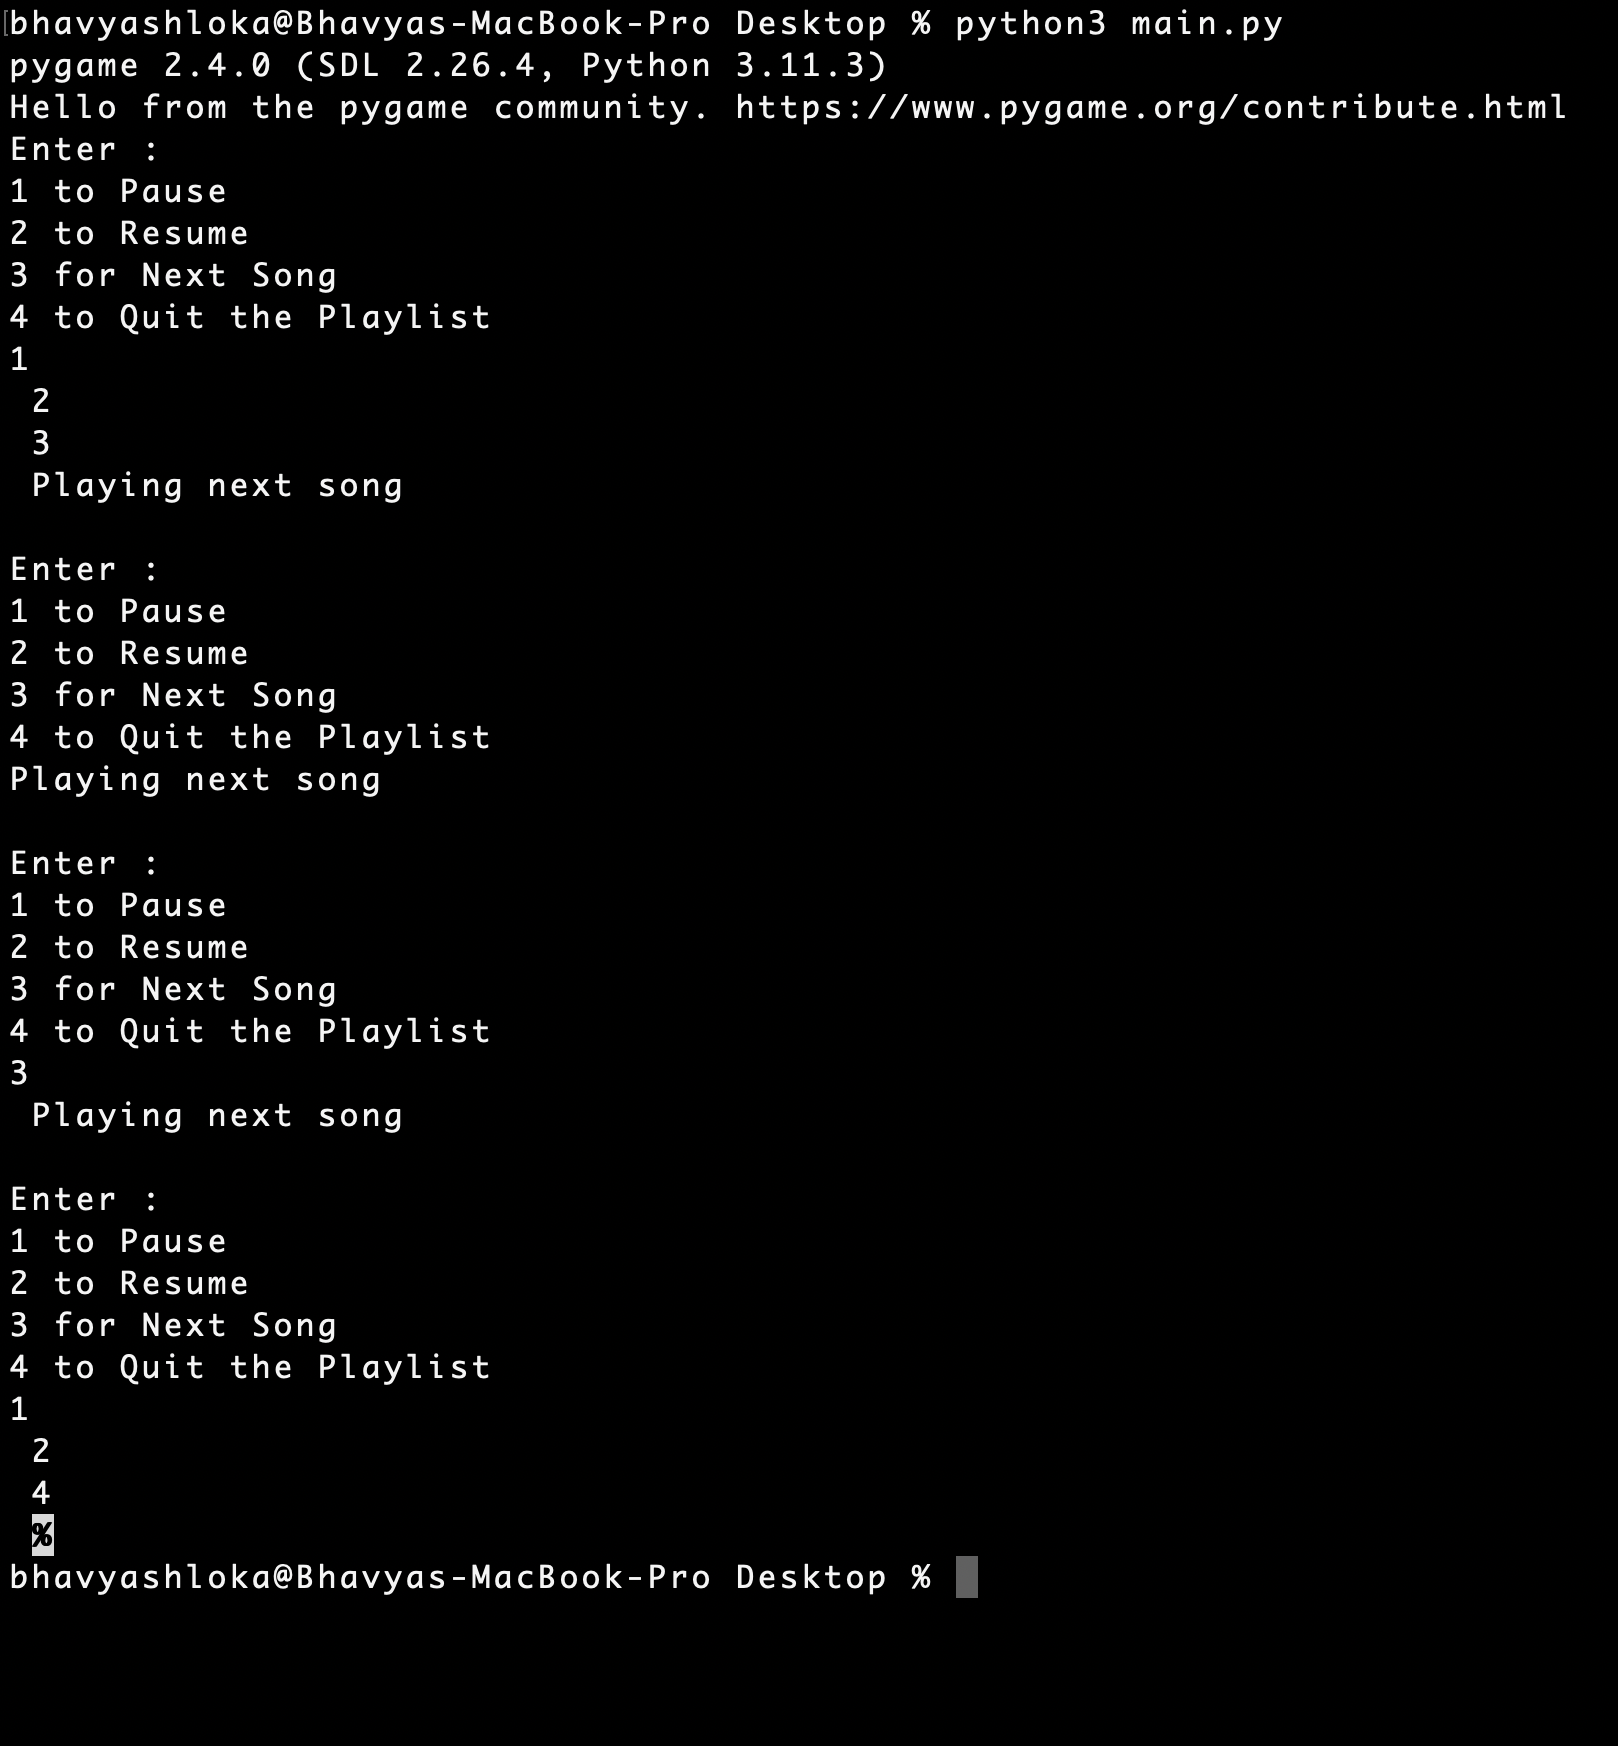 bhavyashloka@Bhavyas-MacBook-Pro Desktop % python3 main.py
pygame 2.4.0 (SDL 2.26.4, Python 3.11.3)
Hello from the pygame community. https://www.pygame.org/contribute.html
Enter :
1 to Pause
2 to Resume
3 for Next Song
4 to Quit the Playlist
1
2
3
Playing next song
Enter :
1 to Pause
2 to Resume
3 for Next Song
4 to Quit the Playlist
Playing next song
Enter :
1 to Pause
2 to Resume
3 for Next Song
4 to Quit the Playlist
3
Playing next song
Enter :
1 to Pause
2 to Resume
3 for Next Song
4 to Quit the Playlist
1
2
4
%
bhavyashloka@Bhavyas-MacBook-Pro Desktop %